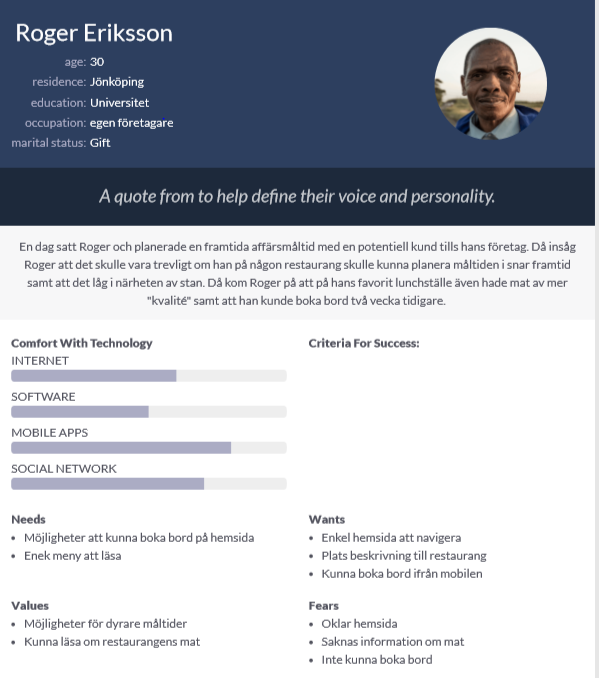 Roger Eriksson
age: 30
residence: Jönköping
education: Universitet
occupation: egen företagare
marital status: Gift
A quote from to help define their voice and personality.
En dag satt Roger och planerade en framtida affärsmåltid med en potentiell kund tills hans företag. Då insåg
Roger att det skulle vara trevligt om han på någon restaurang skulle kunna planera måltiden i snar framtid
samt att det låg i närheten av stan. Då kom Roger på att på hans favorit lunchställe även hade mat av mer
"kvalité" samt att han kunde boka bord två vecka tidigare.
Comfort With Technology
INTERNET
SOFTWARE
MOBILE APPS
SOCIAL NETWORK
Criteria For Success:
Needs
• Möjligheter att kunna boka bord på hemsida
• Enek meny att läsa
Wants
• Enkel hemsida att navigera
• Plats beskrivning till restaurang
• Kunna boka bord ifrån mobilen
Values
• Möjligheter för dyrare måltider
• Kunna läsa om restaurangens mat
Fears
• Oklar hemsida
• Saknas information om mat
• Inte kunna boka bord